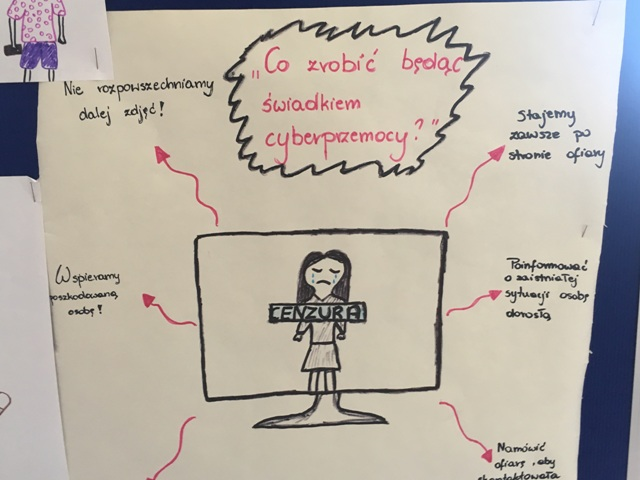 „Co zrobić będąc
świadkiem
cyberprzemocy?”
Nie rozpowszechniamy
dalej zdjęć!
Stajemy
zawsze po
stronie ofiary
Wspieramy
poszkodowaną
osobę!
CENZURA
Poinformować
o zaistniałej
sytuacji osobę
dorosłą
Namówić
ofiarę, aby